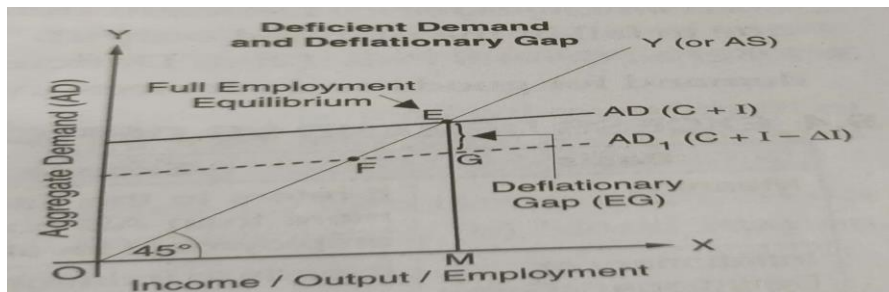 Deficient Demand
and Deflationary Gap
Y
Y (or AS)
Full Employment
Equilibrium
E
AD (C + I)
AD₁ (C + I – ΔI)
F
G
Deflationary
Gap (EG)
Aggregate Demand (AD)
45°
O
M
X
Income / Output / Employment